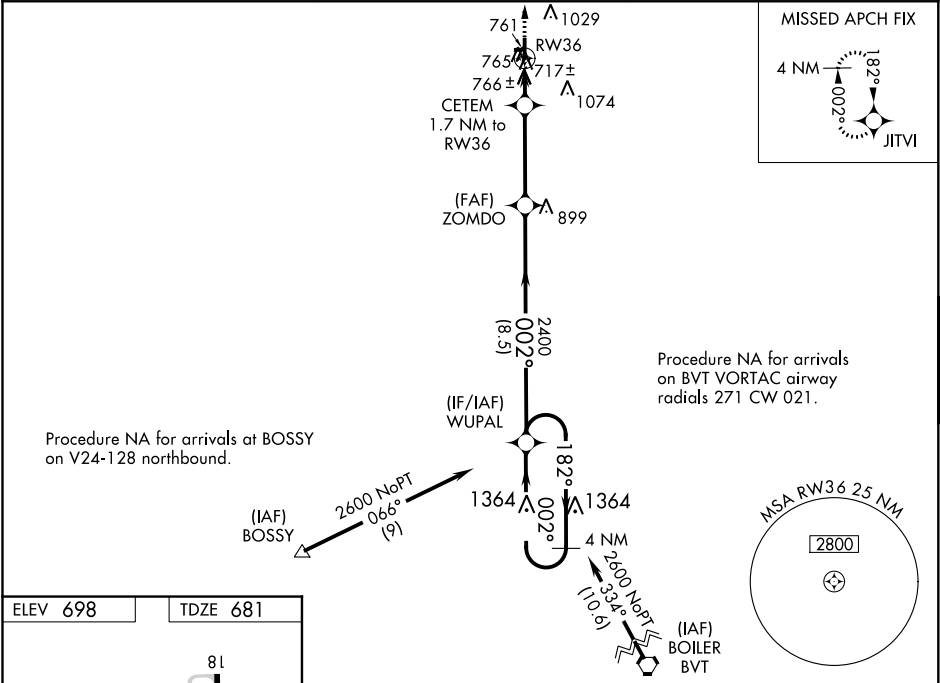 761
1029
RW36
765
717±
766±
1074
CETEM
1.7 NM to
RW36
MISSED APCH FIX
4 NM
182°
002°
JITVI
(FAF)
ZOMDO
899
2400
002°
(8.5)
Procedure NA for arrivals
on BVT VORTAC airway
radials 271 CW 021.
(IF/IAF)
WUPAL
Procedure NA for arrivals at BOSSY
on V24-128 northbound.
182°
2600 NoPT
066°
(9)
(IAF)
BOSSY
1364
002°
1364
4 NM
2600 NoPT
334°
(10.6)
(IAF)
BOILER
BVT
MSA RW36 25 NM
2800
ELEV 698
TDZE 681
18